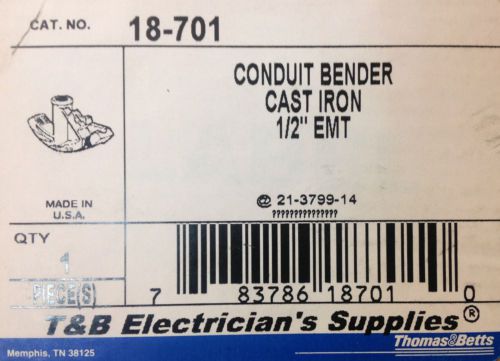 CAT. NO. 18-701
CONDUIT BENDER
CAST IRON
1/2" EMT
MADE IN
U.S.A.
@ 21-3799-14
???????????????
QTY
1
PIECE(S)
7 83786 18701 0
T&B Electrician's Supplies®
Thomas&Betts
Memphis, TN 38125